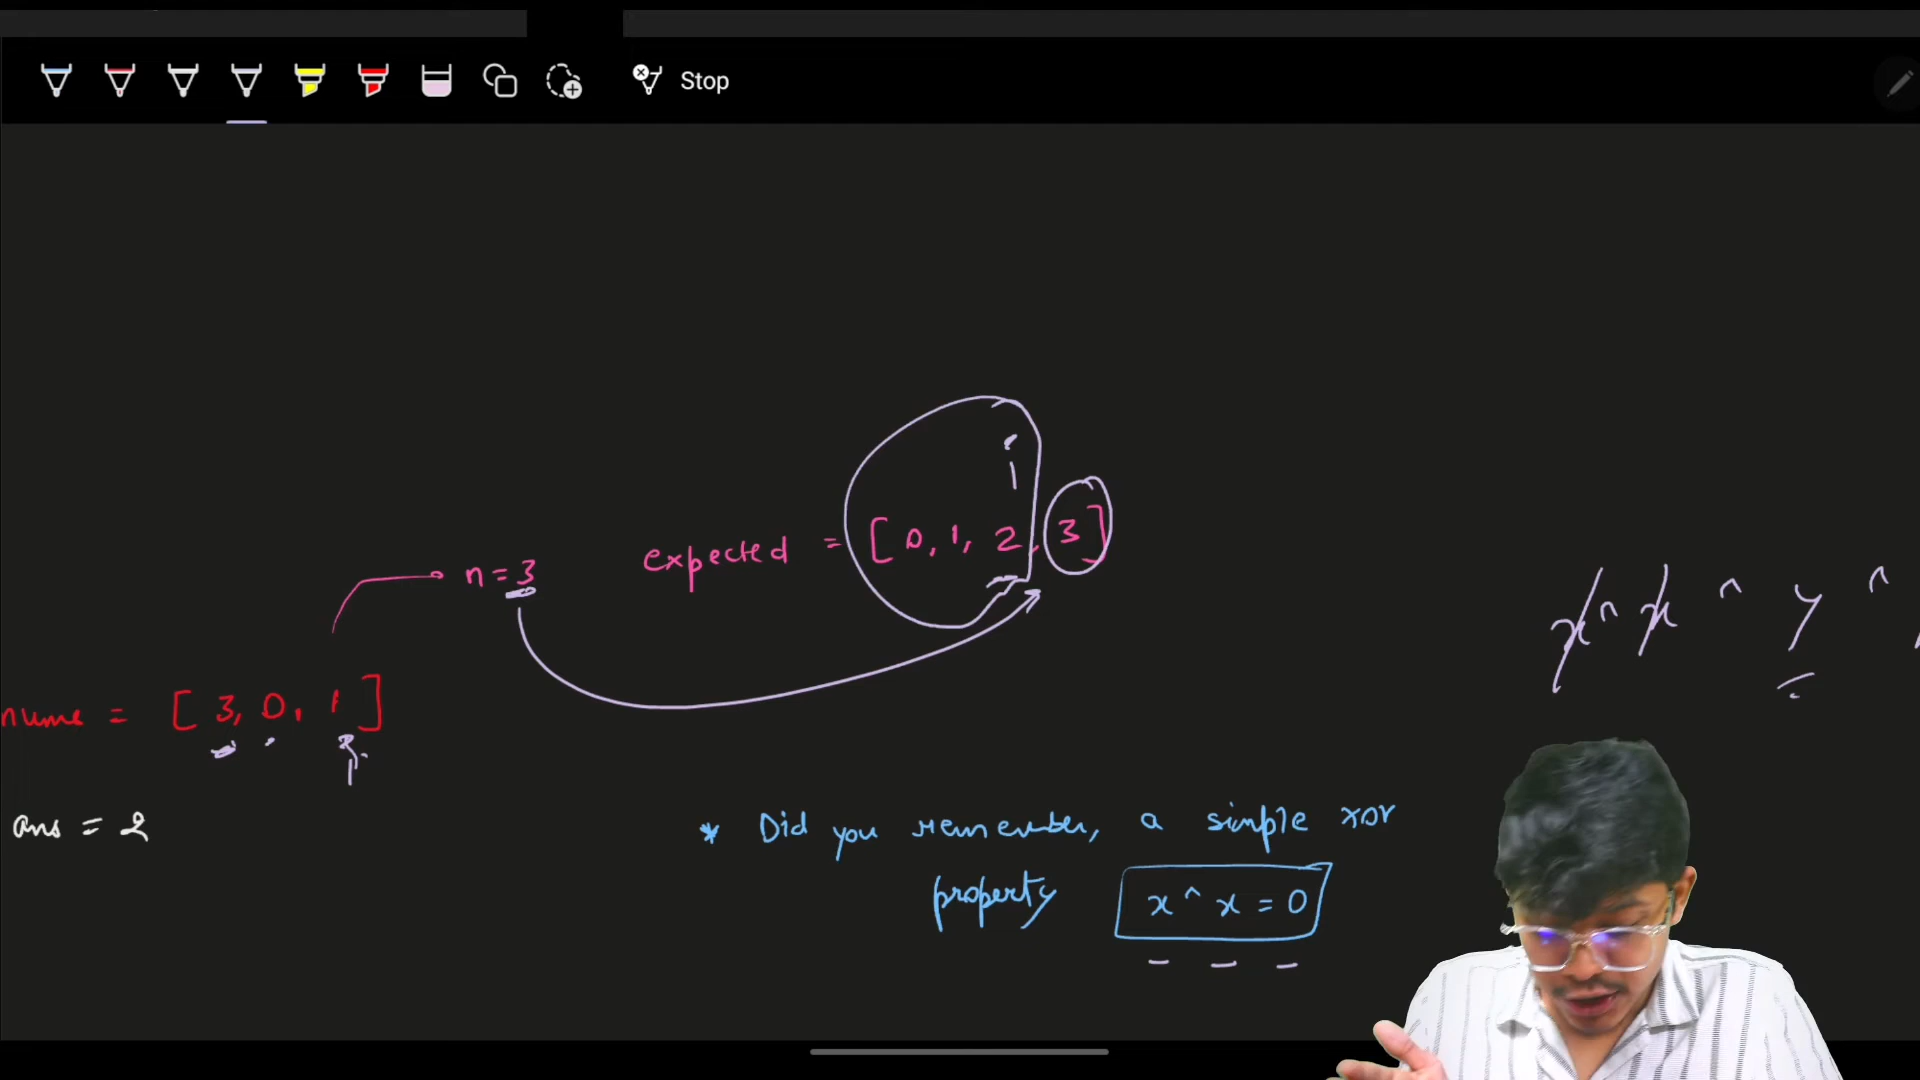 Stop
i
expected = [0, 1, 2, 3]
n = 3
x ^ x ^ y ^
nums = [3, 0, 1]
ans = 2
* Did you remember, a simple xor
property x ^ x = 0